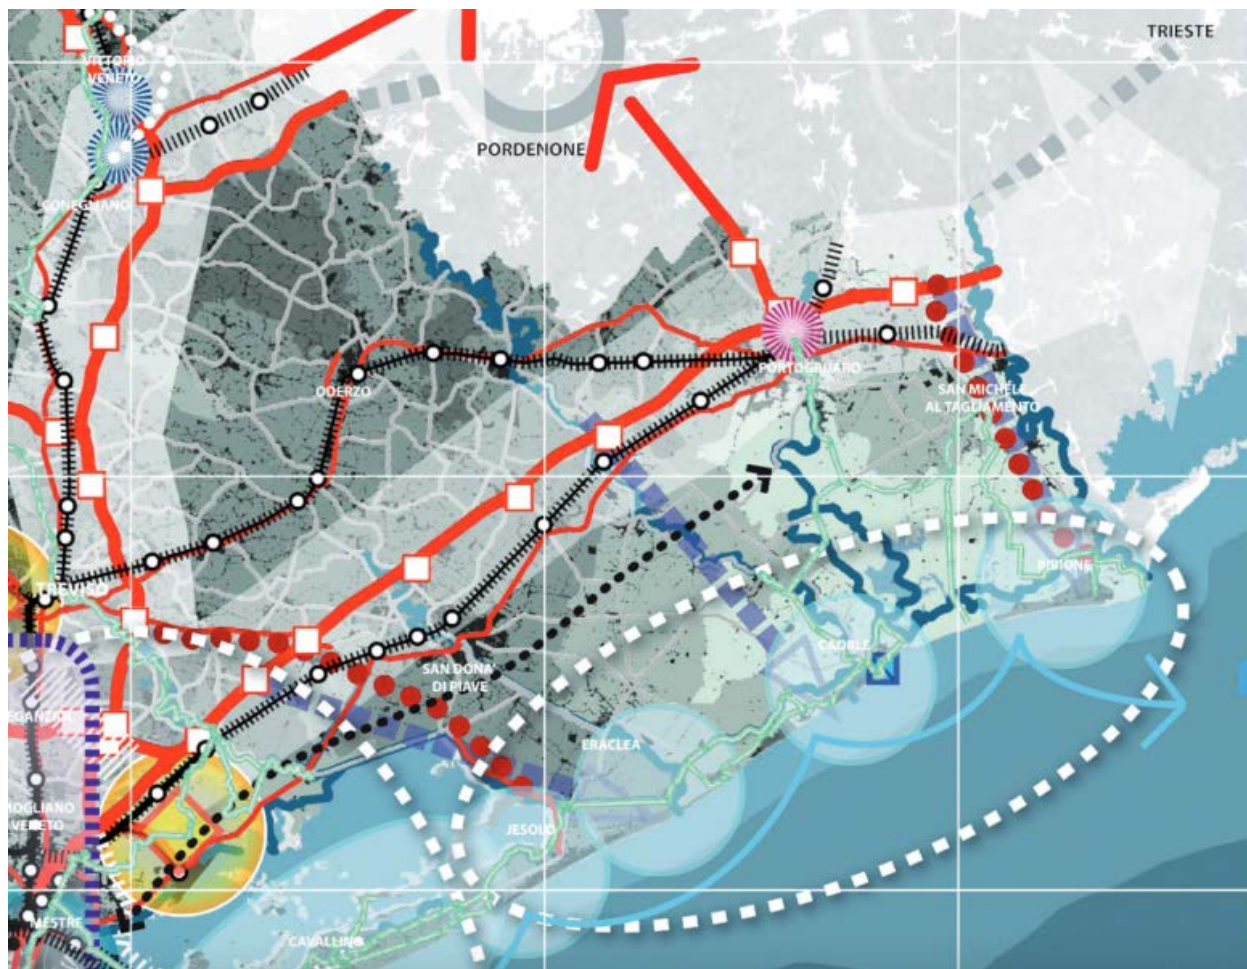 TRIESTE
VITTORIO
VENETO
PORDENONE
CONEGLIANO
PORTOGRUARO
ODERZO
SAN MICHELE
AL TAGLIAMENTO
BIBIONE
TREVISO
CAORLE
SAN DONA'
DI PIAVE
ERACLEA
MOGLIANO
VENETO
JESOLO
MESTRE
CAVALLINO